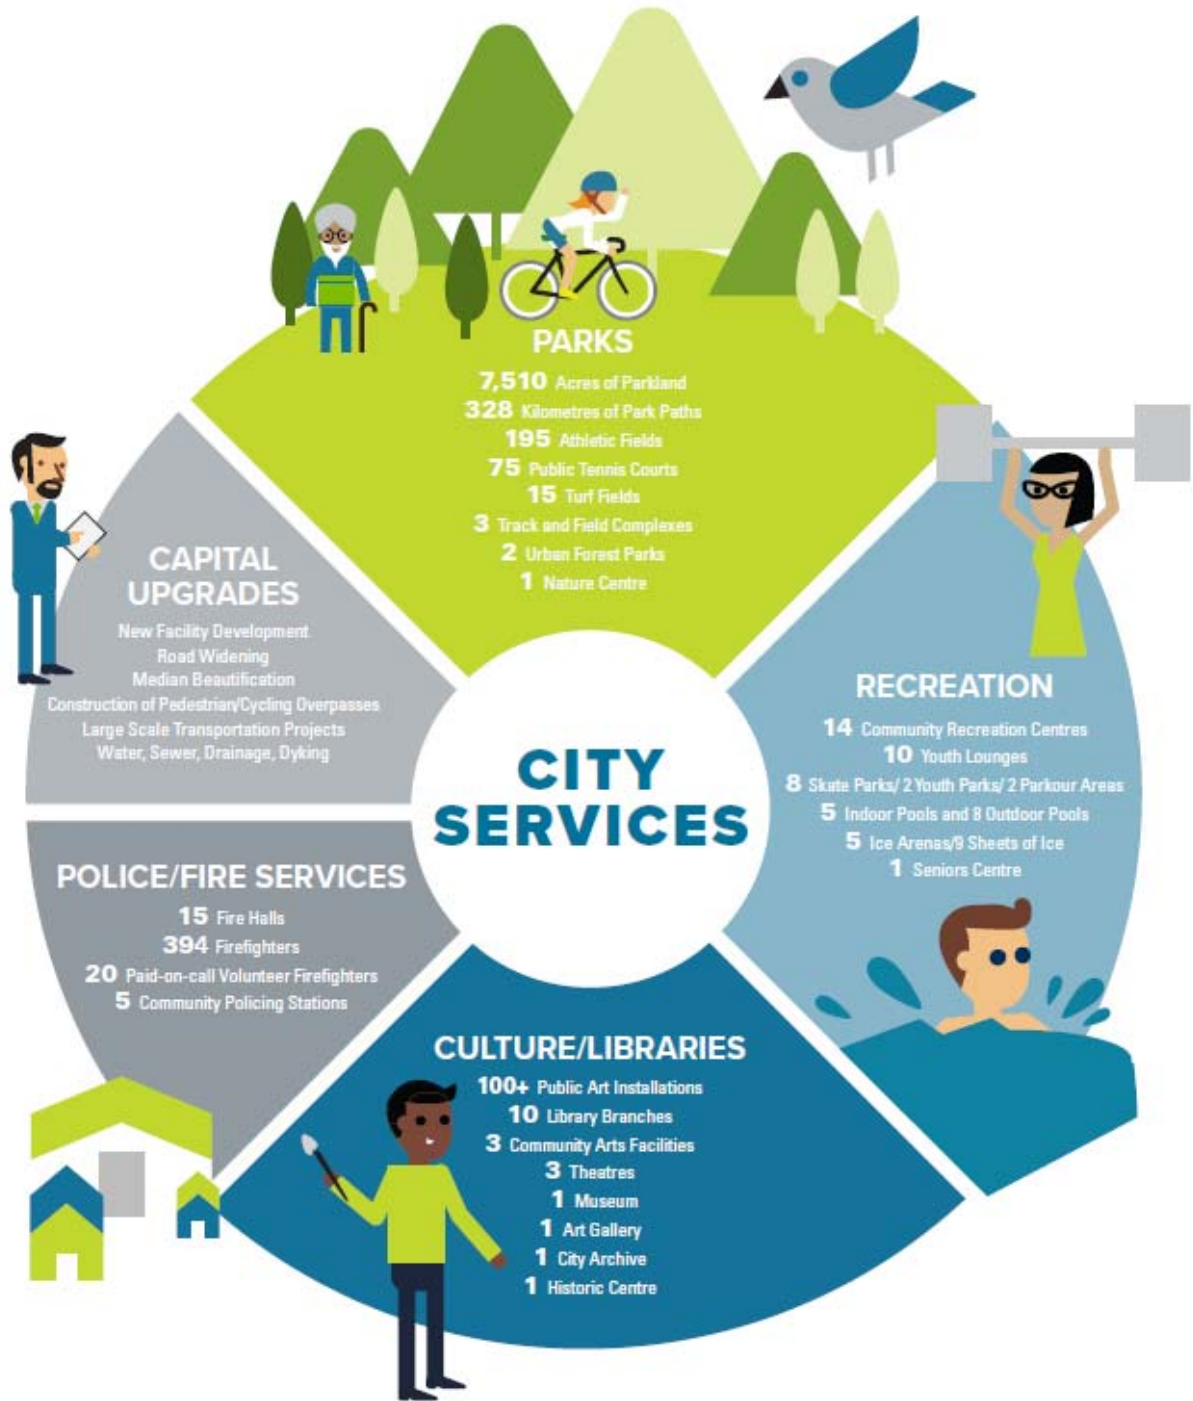 PARKS
7,510 Acres of Parkland
328 Kilometres of Park Paths
195 Athletic Fields
75 Public Tennis Courts
15 Turf Fields
3 Track and Field Complexes
2 Urban Forest Parks
1 Nature Centre
CAPITAL
UPGRADES
New Facility Development
Road Widening
Median Beautification
Construction of Pedestrian/Cycling Overpasses
Large Scale Transportation Projects
Water, Sewer, Drainage, Dyking
RECREATION
14 Community Recreation Centres
10 Youth Lounges
8 Skate Parks/ 2 Youth Parks/ 2 Parkour Areas
5 Indoor Pools and 8 Outdoor Pools
5 Ice Arenas/9 Sheets of Ice
1 Seniors Centre
CITY
SERVICES
POLICE/FIRE SERVICES
15 Fire Halls
394 Firefighters
20 Paid-on-call Volunteer Firefighters
5 Community Policing Stations
CULTURE/LIBRARIES
100+ Public Art Installations
10 Library Branches
3 Community Arts Facilities
3 Theatres
1 Museum
1 Art Gallery
1 City Archive
1 Historic Centre